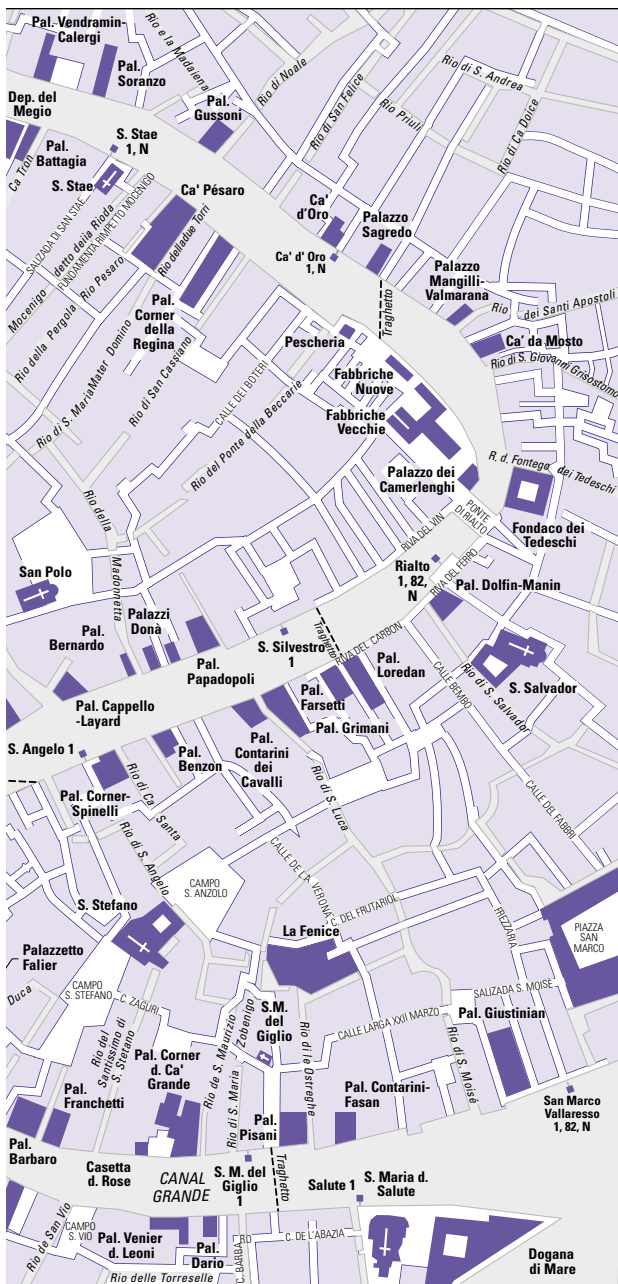 Pal. Vendramin-
Calergi
Pal.
Soranzo
Rio e la Madalena
Rio di Noale
Rio di San Felice
Rio Priuli
Rio di S. Andrea
Rio di Ca Doice
Dep. del
Megio
Pal.
Gussoni
S. Stae
1, N
Pal.
Battagia
Ca Tron
S. Stae
SALIZADA DI SAN STAE
Mocenigo detto della Rioda
FUNDAMENTA RIMPETTO MOCENIGO
Ca' Pésaro
Rio delladue Torri
Rio Pesaro
Rio della Pergola
Ca'
d'Oro
Ca' d' Oro
1, N
Palazzo
Sagredo
Traghetto
Palazzo
Mangilli-
Valmarana
Rio dei Santi Apostoli
Ca' da Mosto
Rio di S. Giovanni Grisostomo
Pal.
Corner
della
Regina
Rio di S. MariaMater Domino
Rio di San Cassiano
CALLE DEI BOTERI
Rio del Ponte della Beccarie
Pescheria
Fabbriche
Nuove
Fabbriche
Vecchie
Palazzo dei
Camerlenghi
R. d. Fontego dei Tedeschi
Fondaco dei
Tedeschi
PONTE
DI RIALTO
RIVA DEL VIN
Rialto
1, 82,
N
RIVA DEL FERRO
Pal. Dolfin-Manin
San Polo
Rio della Madonnetta
Pal.
Bernardo
Palazzi
Donà
Pal.
Papadopoli
S. Silvestro
1
Traghetto
RIVA DEL CARBON
Pal.
Loredan
CALLE BEMBO
Rio di S. Salvador
S. Salvador
Pal. Cappello
-Layard
Pal.
Farsetti
Pal. Grimani
S. Angelo 1
Pal.
Benzon
Pal.
Contarini
dei
Cavalli
Pal. Corner-
Spinelli
Rio di Ca' Santa
Rio di S. Angelo
Rio di S. Luca
CALLE DEL FABBRI
CAMPO
S. ANZOLO
CALLE DE LA VERONA
C. DEL FRUTARIOL
FREZZARIA
S. Stefano
La Fenice
PIAZZA
SAN
MARCO
Palazzetto
Falier
Duca
CAMPO
S. STEFANO
C. ZAGURI
SALIZADA S. MOISÈ
S.M.
del
Giglio
CALLE LARGA XXII MARZO
Pal. Giustinian
Rio del
Santissimo di
S. Stetano
Rio de S. Maurizio
Rio di S. Maria Zobenigo
Rio di le Ostreghe
Rio di S. Moisé
Pal. Corner
d. Ca'
Grande
Pal.
Franchetti
Pal.
Barbaro
Pal.
Pisani
Pal. Contarini-
Fasan
San Marco
Vallaresso
1, 82, N
Casetta
d. Rose
CANAL
GRANDE
S. M. del
Giglio
1
Traghetto
Salute 1
S. Maria d.
Salute
Rio de San Vio
CAMPO
S. VIO
Pal. Venier
d. Leoni
Pal.
Dario
C. BARBARO
C. DE L'ABAZIA
Rio delle Torreselle
Dogana
di Mare